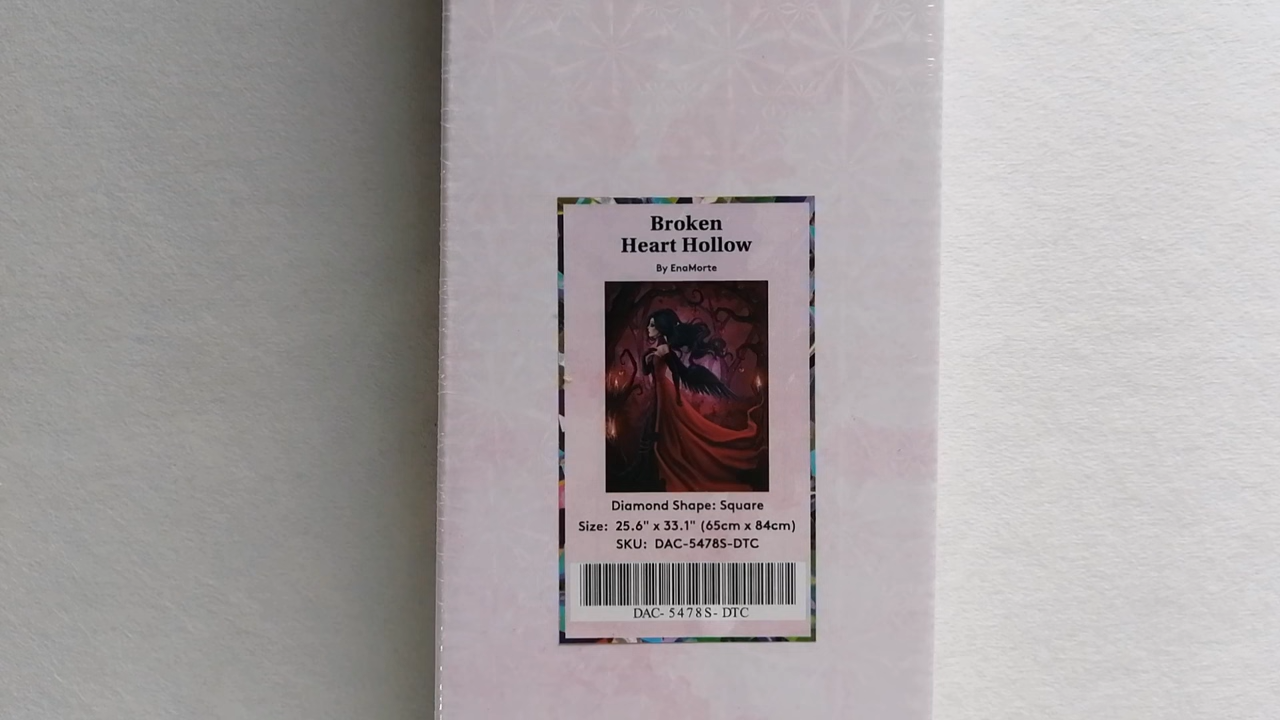 Broken
Heart Hollow
By EnaMorte
Diamond Shape: Square
Size: 25.6" x 33.1" (65cm x 84cm)
SKU: DAC-5478S-DTC
DAC- 5478S- DTC